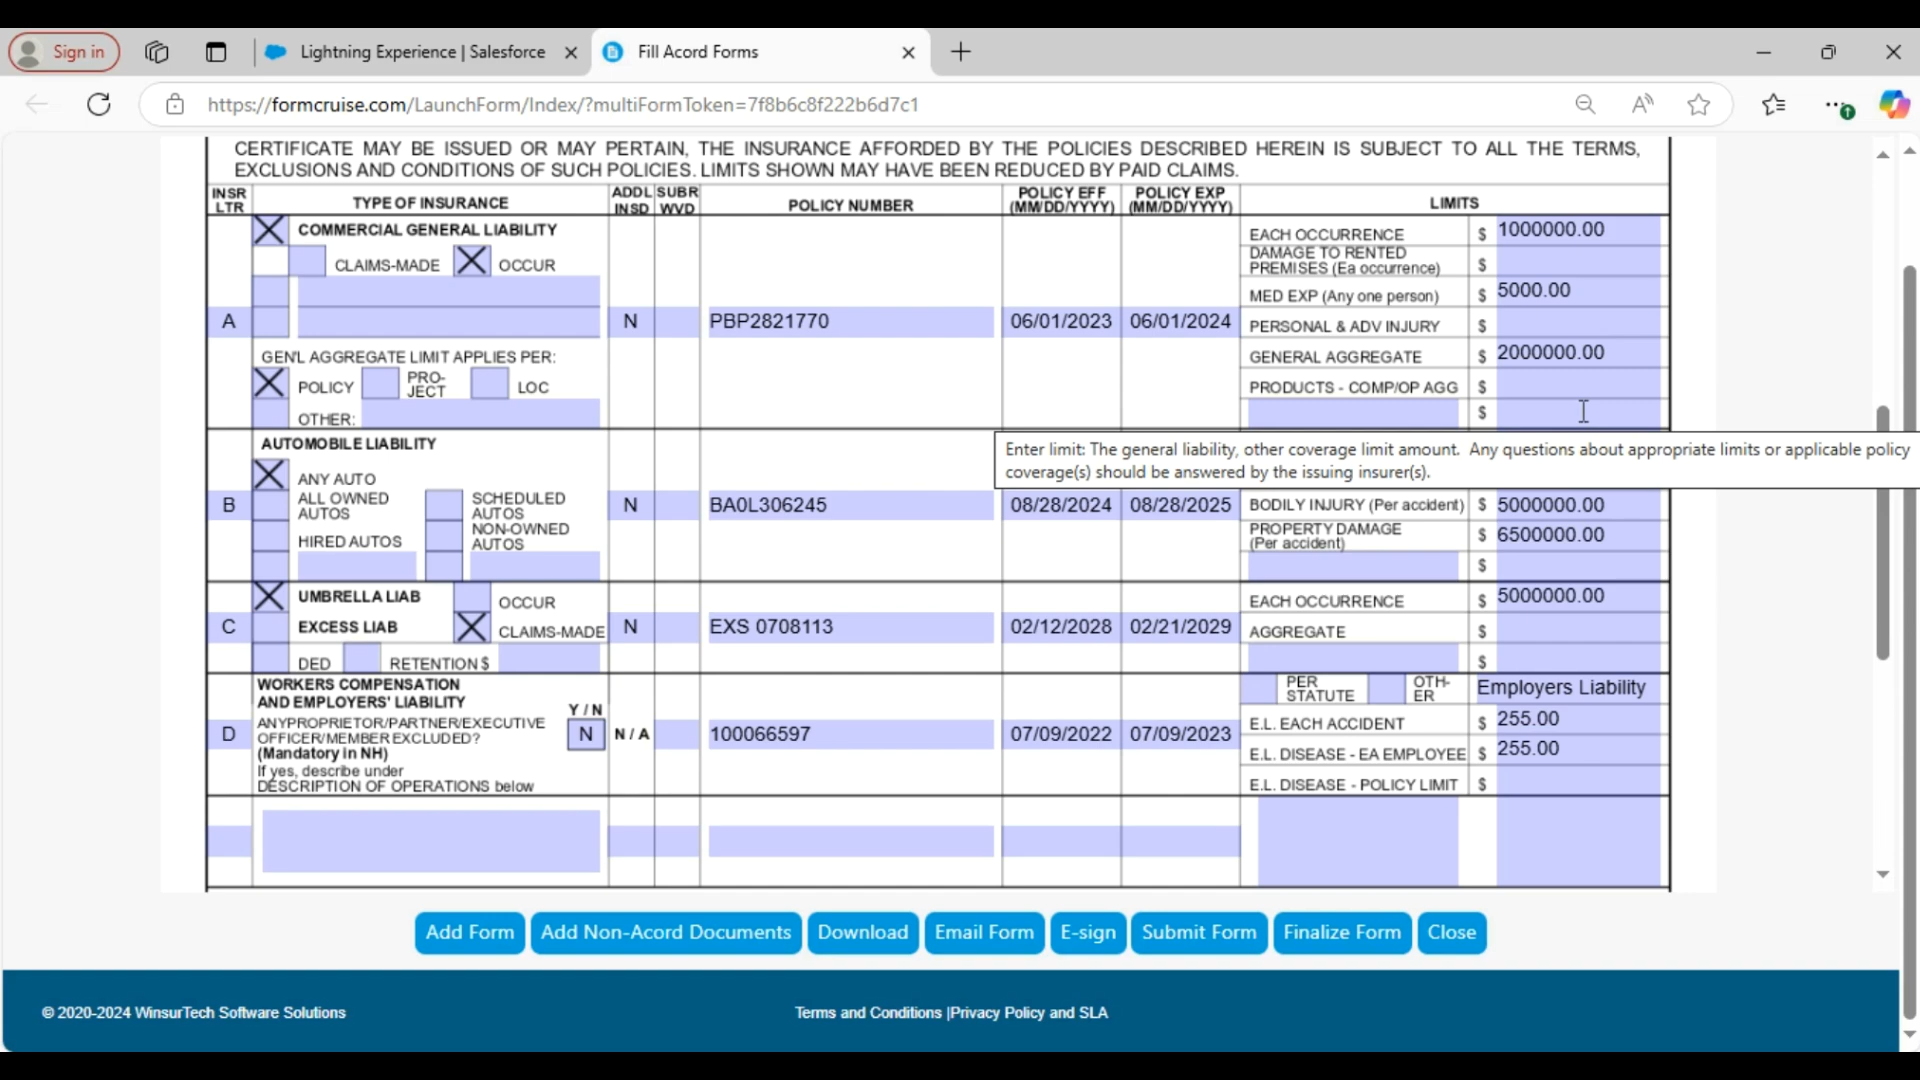 Sign in
Lightning Experience | Salesforce
Fill Acord Forms
https://formcruise.com/LaunchForm/Index/?multiFormToken=7f8b6c8f222b6d7c1
CERTIFICATE MAY BE ISSUED OR MAY PERTAIN, THE INSURANCE AFFORDED BY THE POLICIES DESCRIBED HEREIN IS SUBJECT TO ALL THE TERMS,
EXCLUSIONS AND CONDITIONS OF SUCH POLICIES. LIMITS SHOWN MAY HAVE BEEN REDUCED BY PAID CLAIMS.
INSR LTR TYPE OF INSURANCE ADDL INSD SUBR WVD POLICY NUMBER POLICY EFF (MM/DD/YYYY) POLICY EXP (MM/DD/YYYY) LIMITS
COMMERCIAL GENERAL LIABILITY EACH OCCURRENCE $ 1000000.00
CLAIMS-MADE OCCUR DAMAGE TO RENTED PREMISES (Ea occurrence) $
MED EXP (Any one person) $ 5000.00
A N PBP2821770 06/01/2023 06/01/2024 PERSONAL & ADV INJURY $
GEN'L AGGREGATE LIMIT APPLIES PER: GENERAL AGGREGATE $ 2000000.00
POLICY PRO-JECT LOC PRODUCTS - COMP/OP AGG $
OTHER: $
AUTOMOBILE LIABILITY
Enter limit: The general liability, other coverage limit amount. Any questions about appropriate limits or applicable policy
coverage(s) should be answered by the issuing insurer(s).
ANY AUTO
B ALL OWNED AUTOS SCHEDULED AUTOS N BA0L306245 08/28/2024 08/28/2025 BODILY INJURY (Per accident) $ 5000000.00
HIRED AUTOS NON-OWNED AUTOS PROPERTY DAMAGE (Per accident) $ 6500000.00
$
UMBRELLA LIAB OCCUR EACH OCCURRENCE $ 5000000.00
C EXCESS LIAB CLAIMS-MADE N EXS 0708113 02/12/2028 02/21/2029 AGGREGATE $
DED RETENTION $ $
WORKERS COMPENSATION PER STATUTE OTH-ER Employers Liability
AND EMPLOYERS' LIABILITY Y / N
ANYPROPRIETOR/PARTNER/EXECUTIVE E.L. EACH ACCIDENT $ 255.00
D OFFICER/MEMBER EXCLUDED? N N / A 100066597 07/09/2022 07/09/2023
(Mandatory in NH) E.L. DISEASE - EA EMPLOYEE $ 255.00
If yes, describe under
DESCRIPTION OF OPERATIONS below E.L. DISEASE - POLICY LIMIT $
Add Form Add Non-Acord Documents Download Email Form E-sign Submit Form Finalize Form Close
© 2020-2024 WinsurTech Software Solutions Terms and Conditions |Privacy Policy and SLA